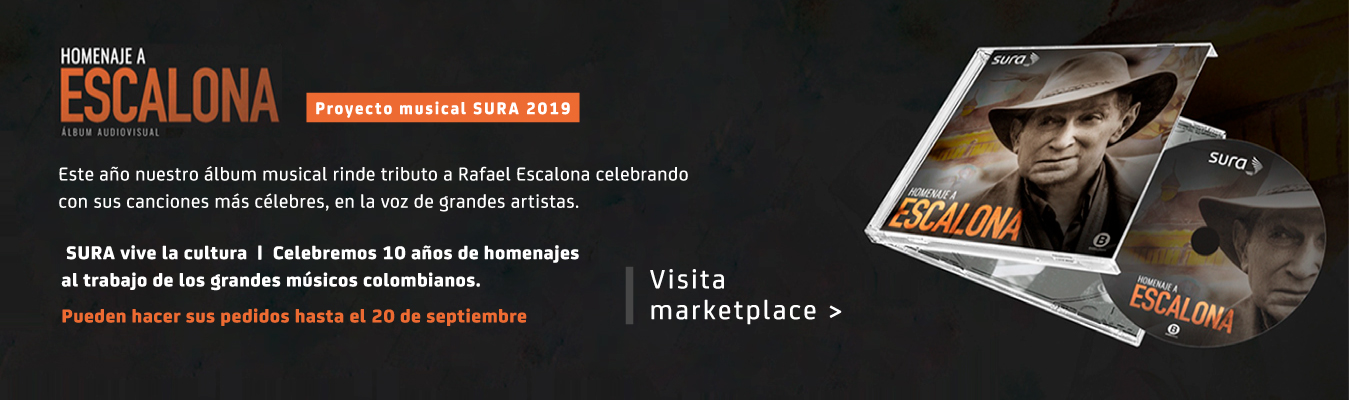 HOMENAJE A
ESCALONA
ÁLBUM AUDIOVISUAL
Proyecto musical SURA 2019
Este año nuestro álbum musical rinde tributo a Rafael Escalona celebrando
con sus canciones más célebres, en la voz de grandes artistas.
SURA vive la cultura | Celebremos 10 años de homenajes
al trabajo de los grandes músicos colombianos.
Pueden hacer sus pedidos hasta el 20 de septiembre
Visita
marketplace >
sura
HOMENAJE A
ESCALONA
B
sura
HOMENAJE A
ESCALONA
B